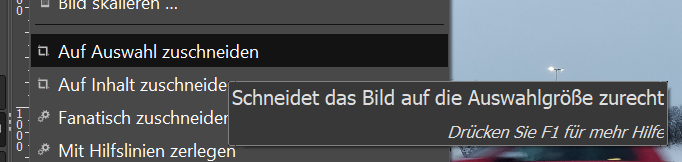 Bild skalieren ...
Auf Auswahl zuschneiden
Auf Inhalt zuschneide
Schneidet das Bild auf die Auswahlgröße zurecht
Fanatisch zuschneider
Drücken Sie F1 für mehr Hilfe
Mit Hilfslinien zerlegen